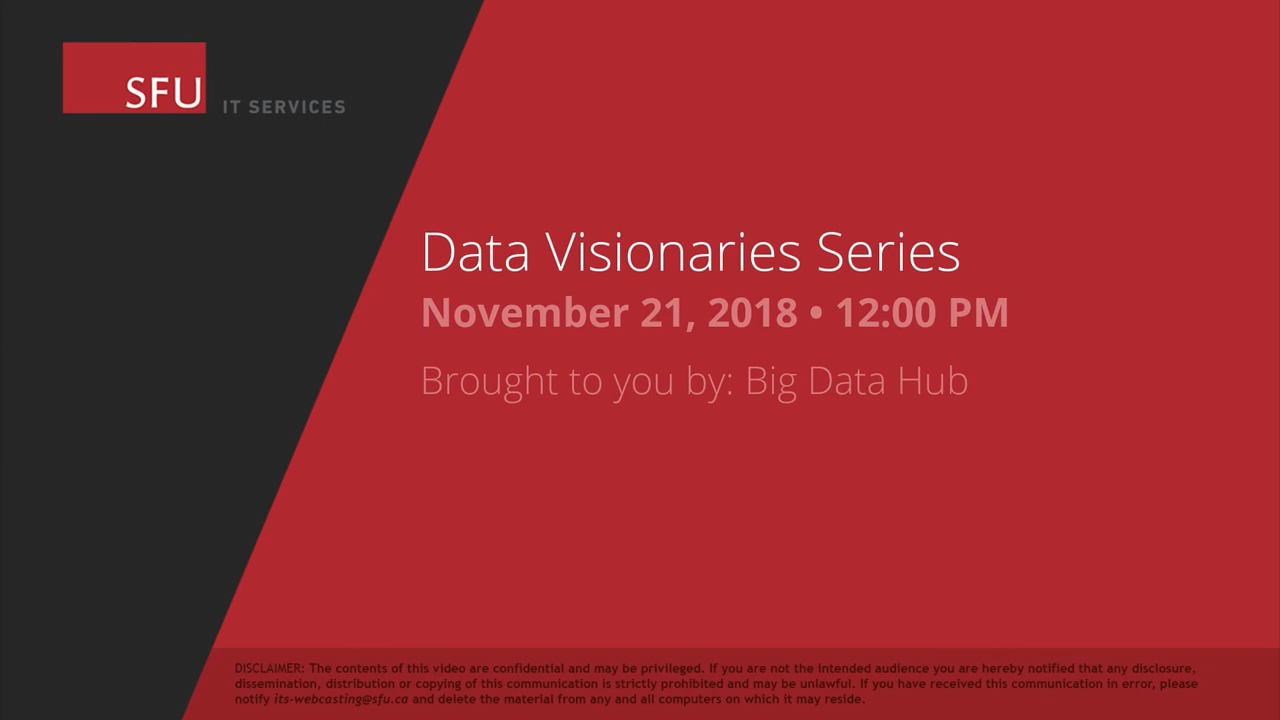 SFU IT SERVICES
Data Visionaries Series
November 21, 2018 • 12:00 PM
Brought to you by: Big Data Hub
DISCLAIMER: The contents of this video are confidential and may be privileged. If you are not the intended audience you are hereby notified that any disclosure,
dissemination, distribution or copying of this communication is strictly prohibited and may be unlawful. If you have received this communication in error, please
notify its-webcasting@sfu.ca and delete the material from any and all computers on which it may reside.